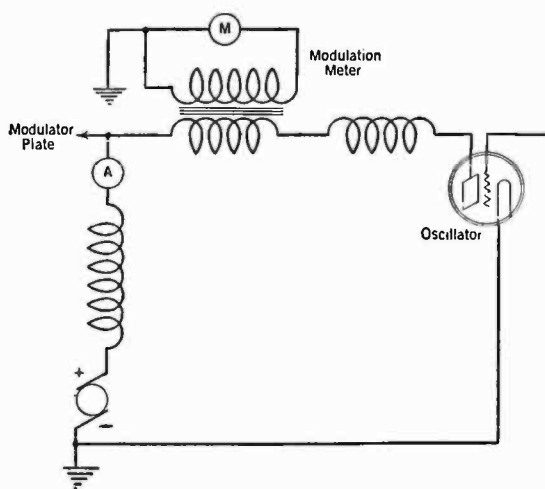 M
Modulation
Meter
Modulator
Plate
A
Oscillator
+
-